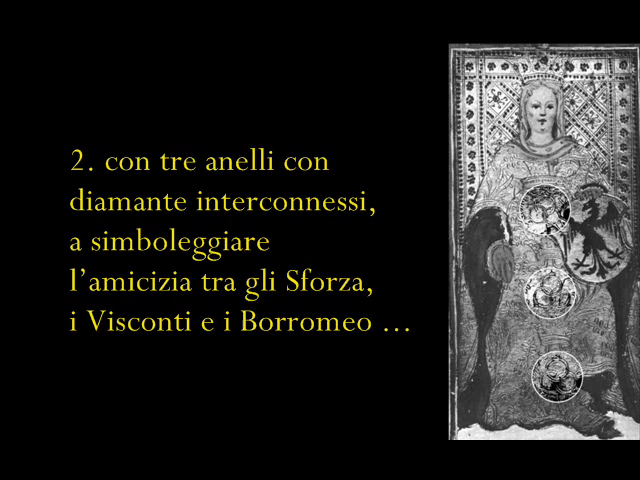 2. con tre anelli con
diamante interconnessi,
a simboleggiare
l’amicizia tra gli Sforza,
i Visconti e i Borromeo ...